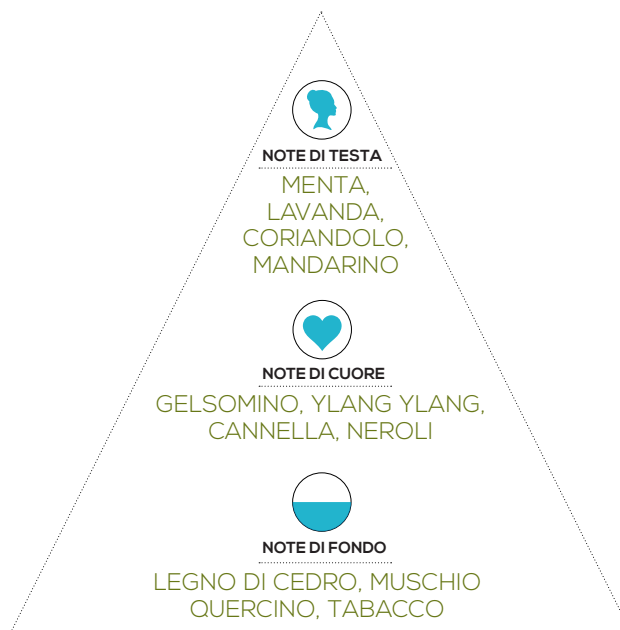 NOTE DI TESTA
MENTA,
LAVANDA,
CORIANDOLO,
MANDARINO
NOTE DI CUORE
GELSOMINO, YLANG YLANG,
CANNELLA, NEROLI
NOTE DI FONDO
LEGNO DI CEDRO, MUSCHIO
QUERCINO, TABACCO